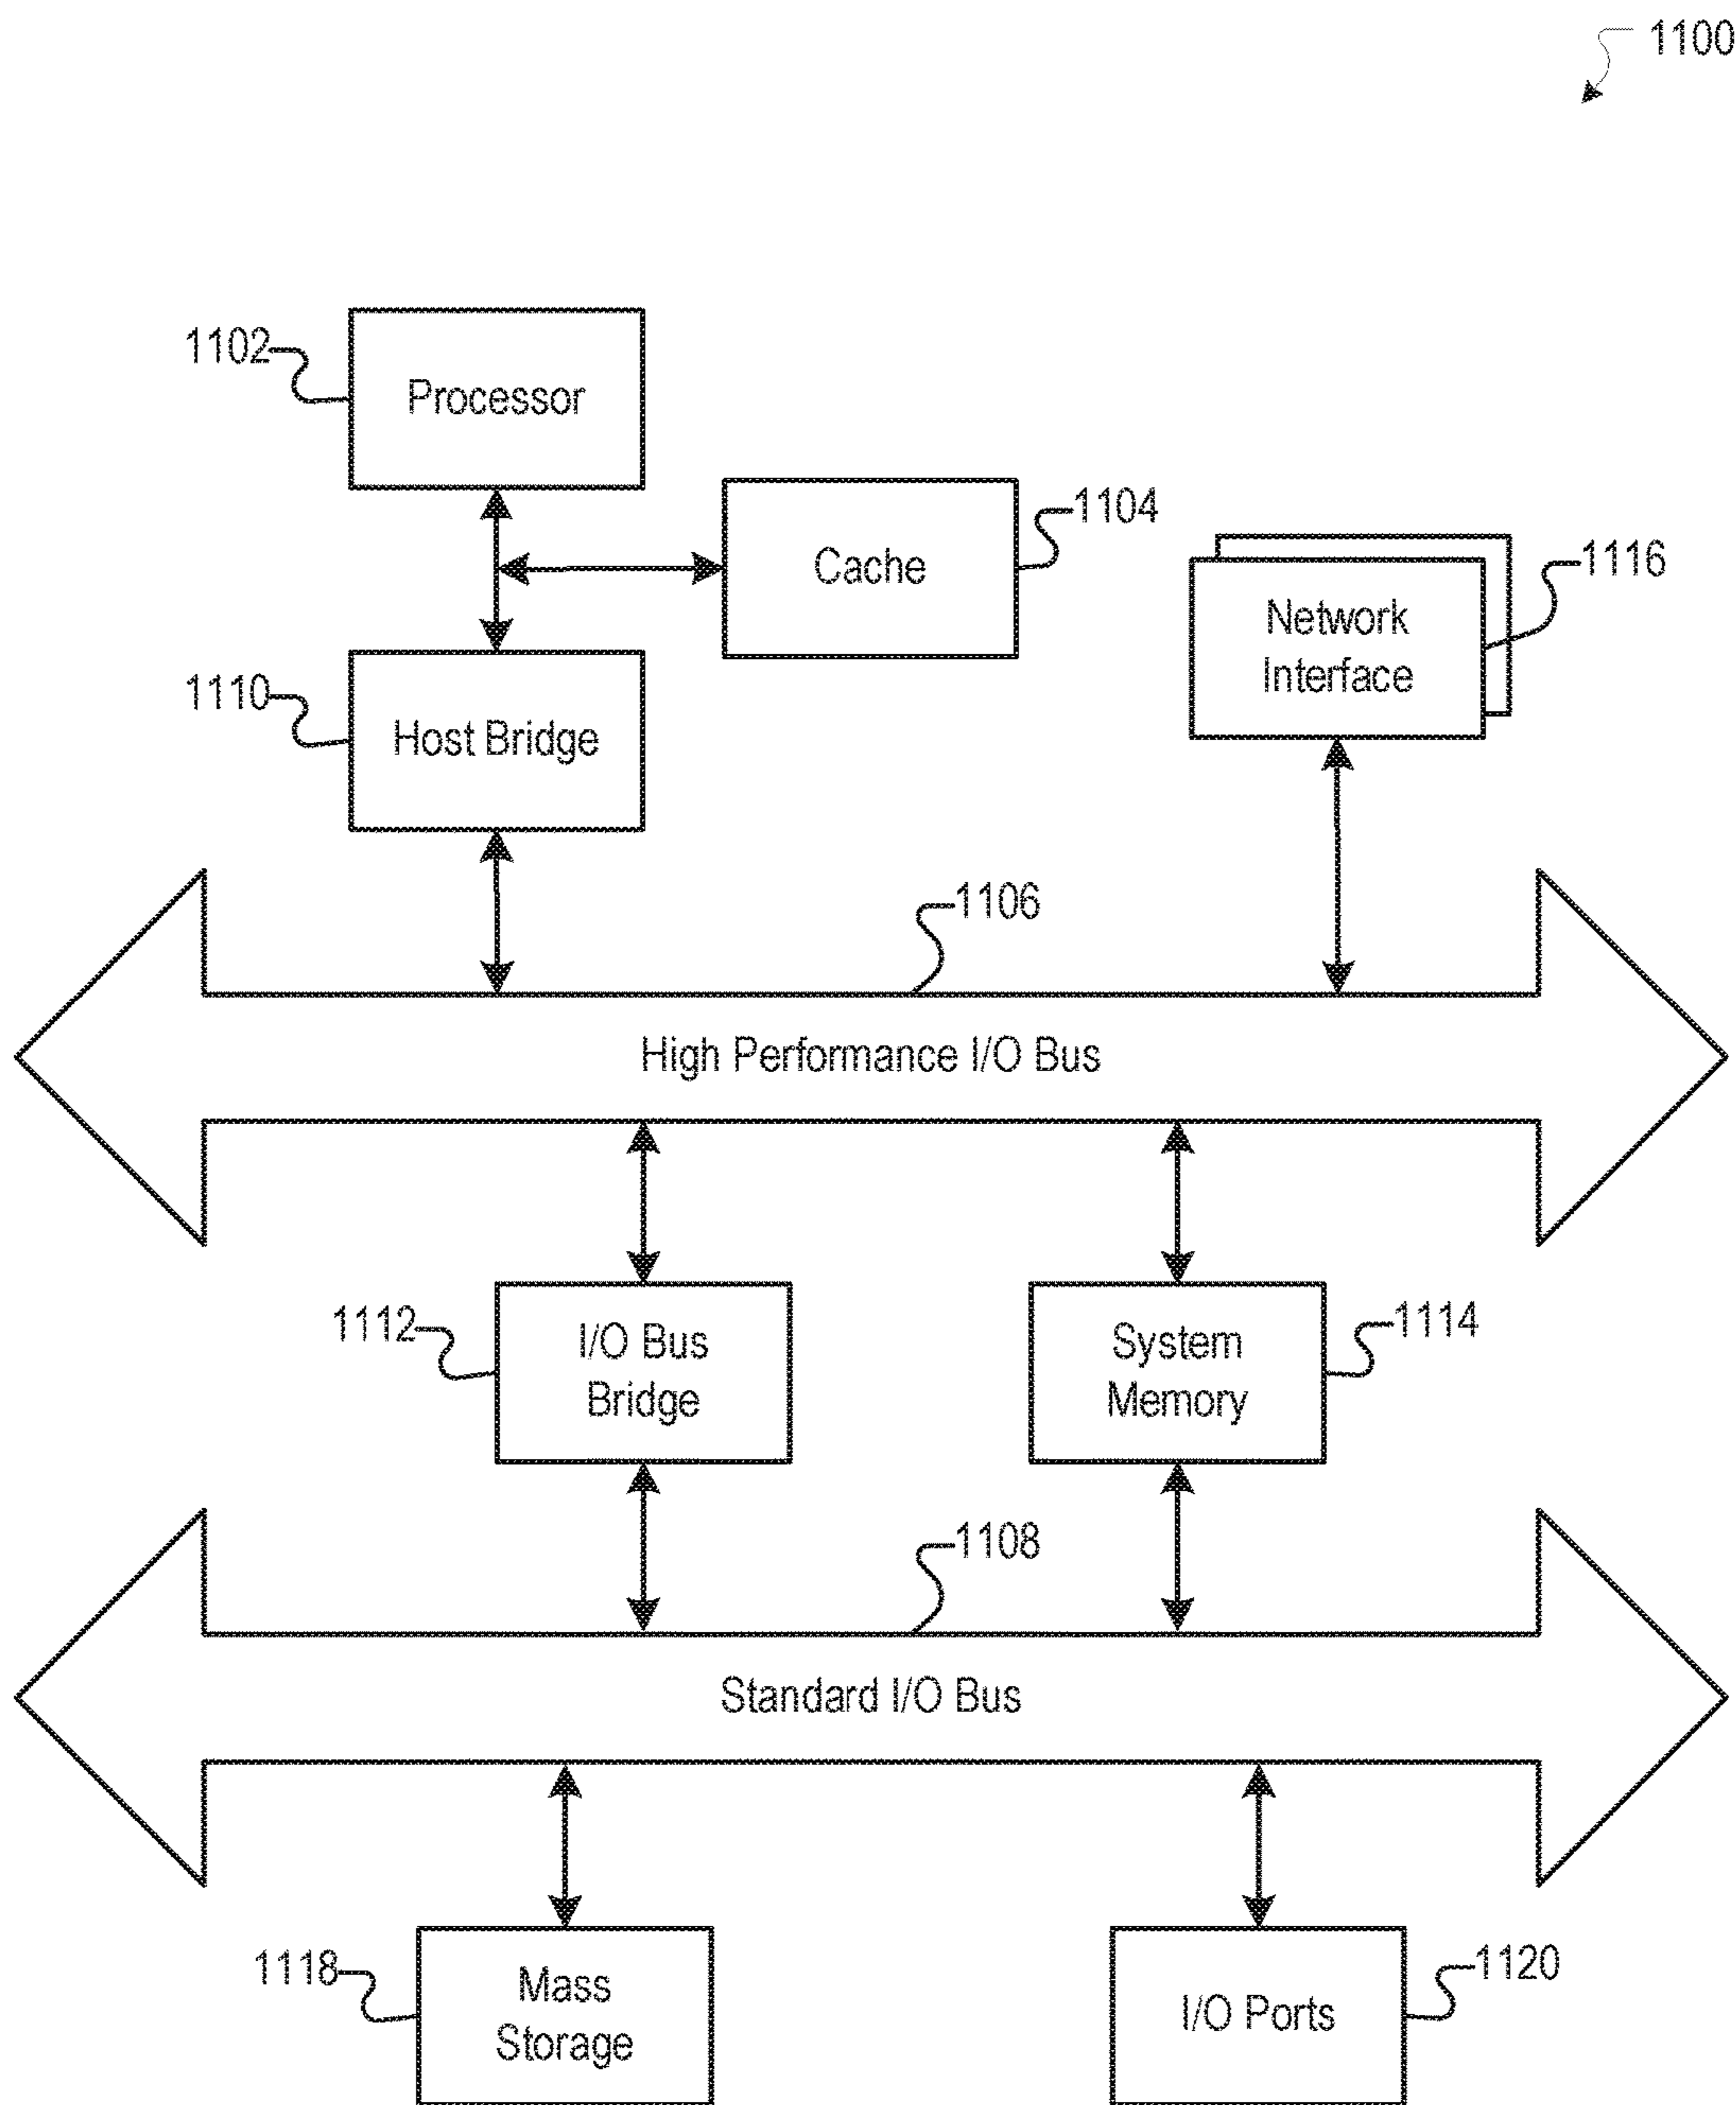 1100
1102
Processor
Cache
1104
Network
Interface
1116
1110
Host Bridge
1106
High Performance I/O Bus
1112
I/O Bus
Bridge
System
Memory
1114
1108
Standard I/O Bus
1118
Mass
Storage
I/O Ports
1120